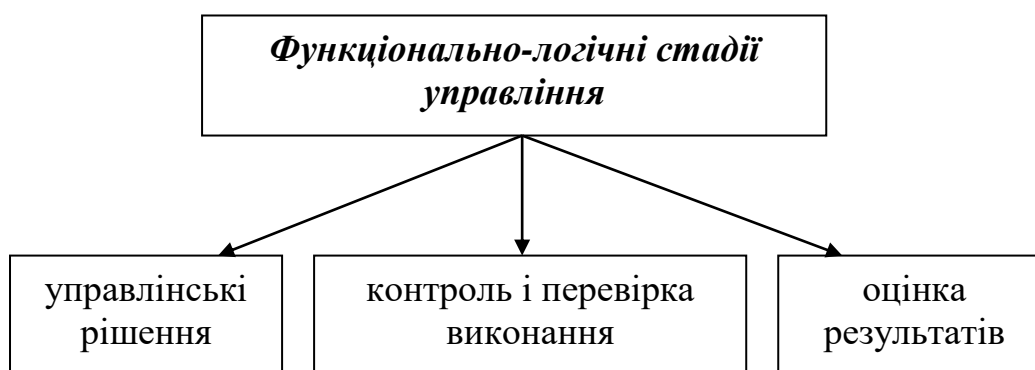 Функціонально-логічні стадії
управління
управлінські
рішення
контроль і перевірка
виконання
оцінка
результатів